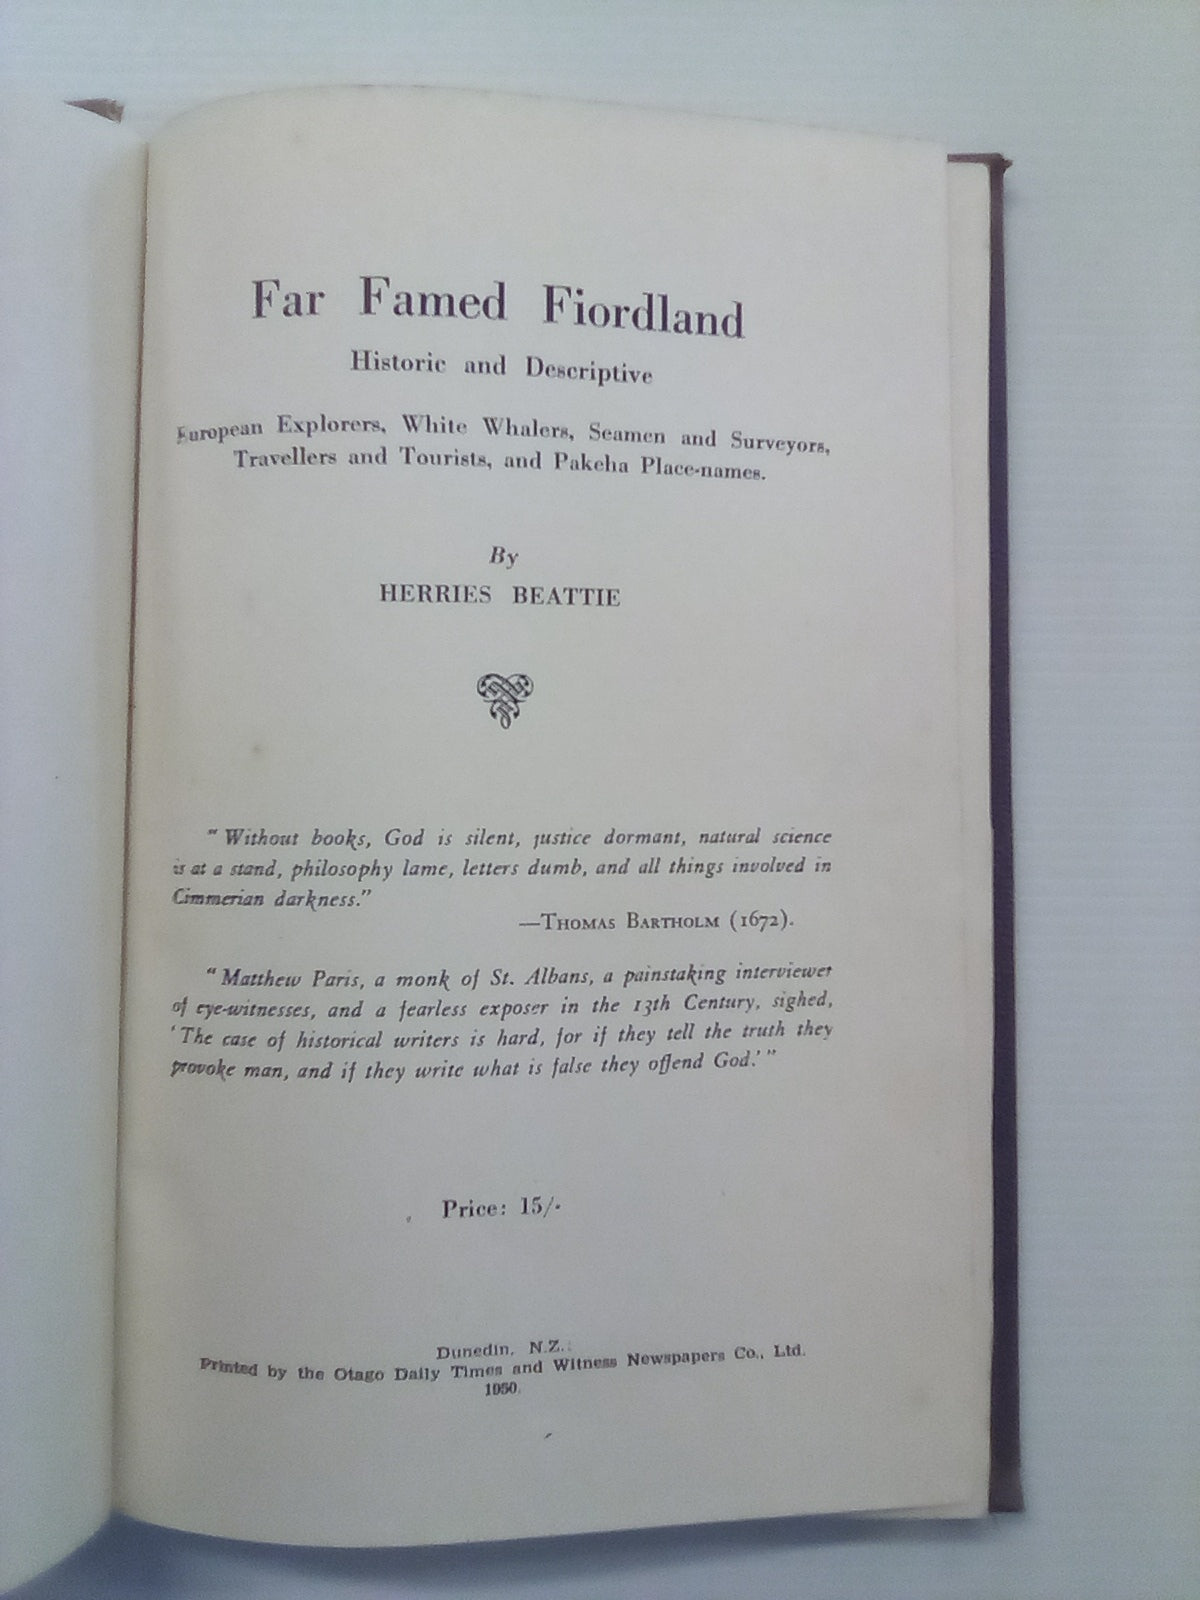 Far Famed Fiordland
Historic and Descriptive
European Explorers, White Whalers, Seamen and Surveyors,
Travellers and Tourists, and Pakeha Place-names.
By
HERRIES BEATTIE
"Without books, God is silent, justice dormant, natural science
is at a stand, philosophy lame, letters dumb, and all things involved in
Cimmerian darkness."
—THOMAS BARTHOLM (1672).
"Matthew Paris, a monk of St. Albans, a painstaking interviewer
of eye-witnesses, and a fearless exposer in the 13th Century, sighed,
'The case of historical writers is hard, for if they tell the truth they
provoke man, and if they write what is false they offend God.'"
Price: 15/-
Dunedin, N.Z.:
Printed by the Otago Daily Times and Witness Newspapers Co., Ltd.
1950.